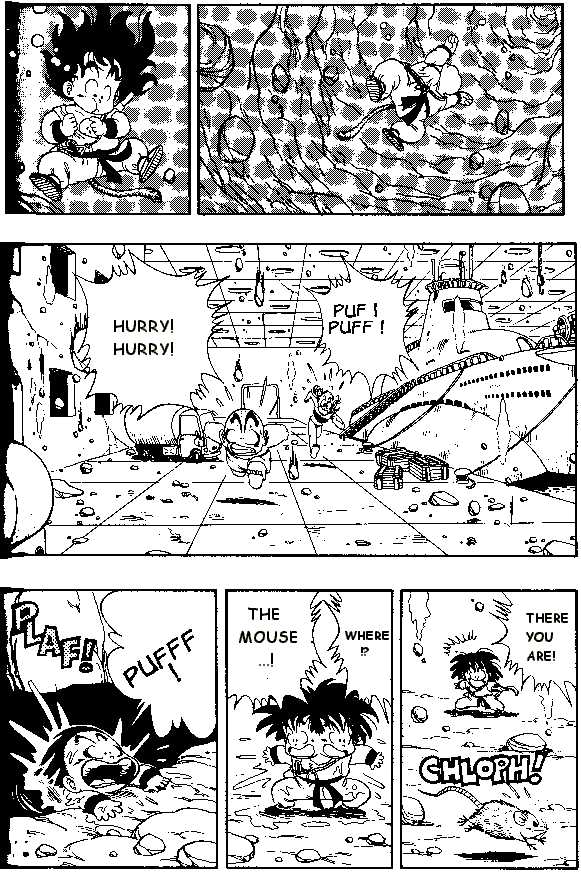 HURRY!
HURRY!
PUF!
PUFF!
PLAF!
PUFFF
!
THE
MOUSE
...!
WHERE
!?
THERE
YOU
ARE!
CHLOPH!